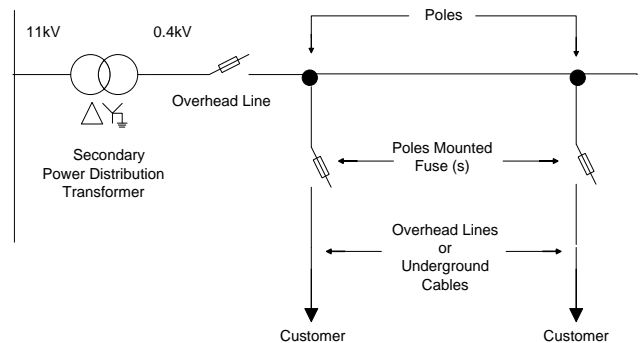 Poles
11kV
0.4kV
Overhead Line
Secondary
Power Distribution
Transformer
Poles Mounted
Fuse (s)
Overhead Lines
or
Underground
Cables
Customer
Customer